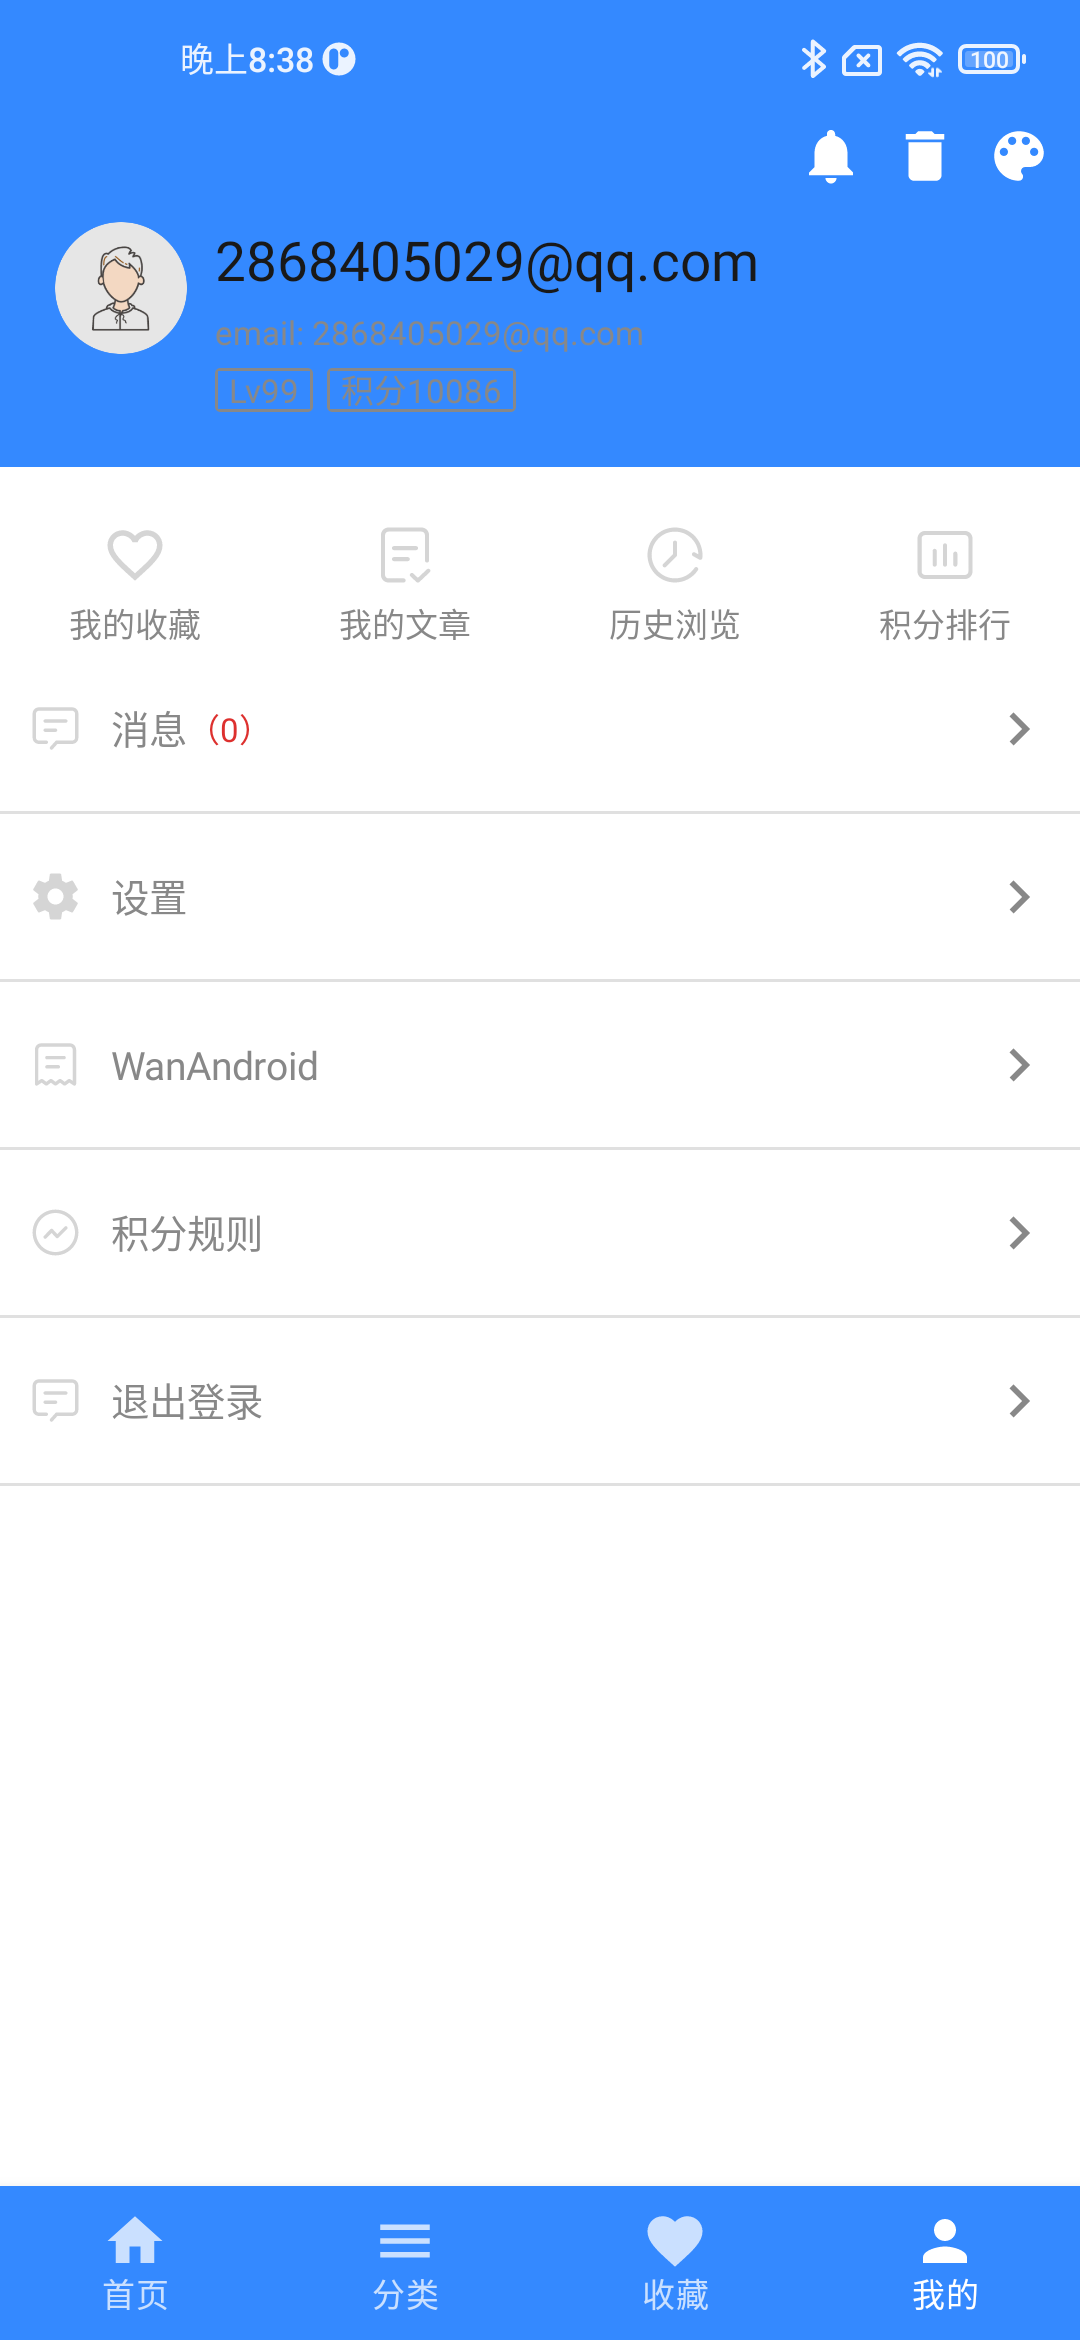 晚上8:38
100
2868405029@qq.com
email: 2868405029@qq.com
Lv99 积分10086
我的收藏 我的文章 历史浏览 积分排行
消息（0）
设置
WanAndroid
积分规则
退出登录
首页 分类 收藏 我的